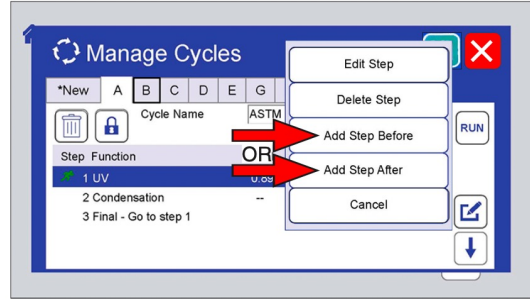 Manage Cycles
*New A B C D E G
Cycle Name ASTM
RUN
Step Function
OR
1 UV 0.89
2 Condensation --
3 Final - Go to step 1
Edit Step
Delete Step
Add Step Before
Add Step After
Cancel